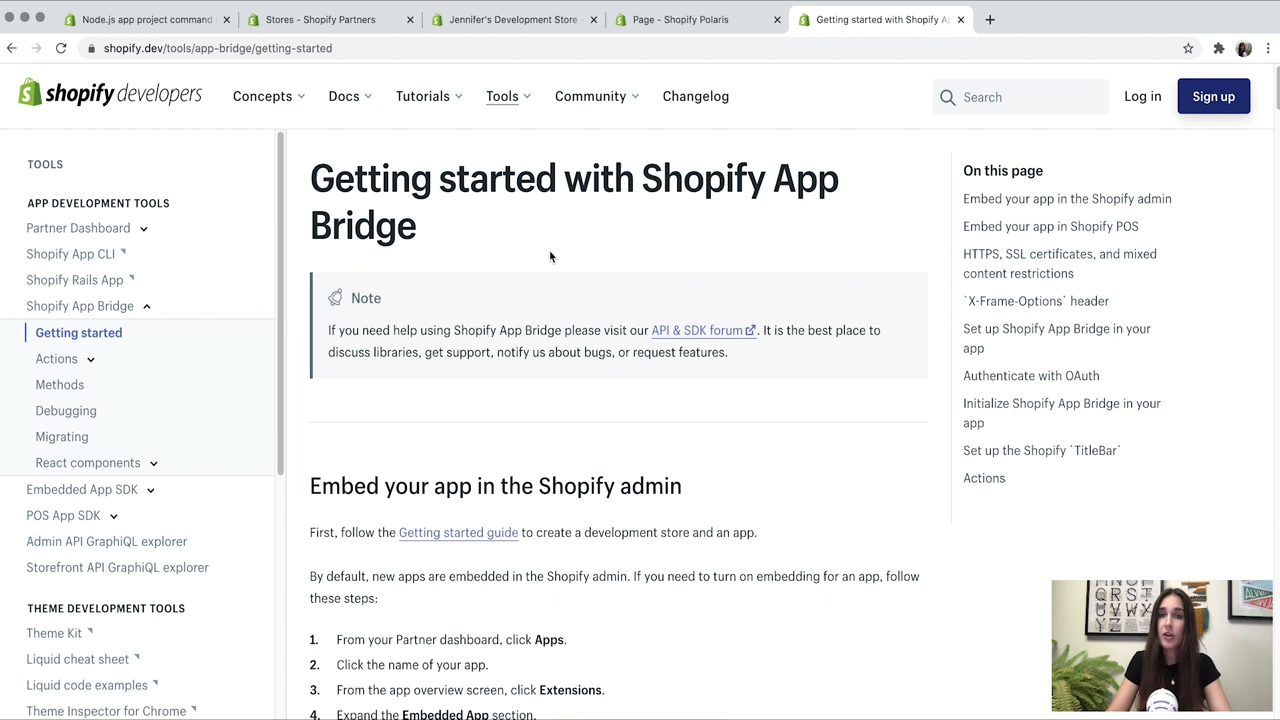 Node.js app project command
Stores - Shopify Partners
Jennifer's Development Store -
Page - Shopify Polaris
Getting started with Shopify Ap
shopify.dev/tools/app-bridge/getting-started
shopify developers
Concepts
Docs
Tutorials
Tools
Community
Changelog
Search
Log in
Sign up
TOOLS
APP DEVELOPMENT TOOLS
Partner Dashboard
Shopify App CLI
Shopify Rails App
Shopify App Bridge
Getting started
Actions
Methods
Debugging
Migrating
React components
Embedded App SDK
POS App SDK
Admin API GraphiQL explorer
Storefront API GraphiQL explorer
THEME DEVELOPMENT TOOLS
Theme Kit
Liquid cheat sheet
Liquid code examples
Theme Inspector for Chrome
Getting started with Shopify App
Bridge
Note
If you need help using Shopify App Bridge please visit our API & SDK forum. It is the best place to
discuss libraries, get support, notify us about bugs, or request features.
Embed your app in the Shopify admin
First, follow the Getting started guide to create a development store and an app.
By default, new apps are embedded in the Shopify admin. If you need to turn on embedding for an app, follow
these steps:
1. From your Partner dashboard, click Apps.
2. Click the name of your app.
3. From the app overview screen, click Extensions.
4. Expand the Embedded App section.
On this page
Embed your app in the Shopify admin
Embed your app in Shopify POS
HTTPS, SSL certificates, and mixed
content restrictions
`X-Frame-Options` header
Set up Shopify App Bridge in your
app
Authenticate with OAuth
Initialize Shopify App Bridge in your
app
Set up the Shopify `TitleBar`
Actions